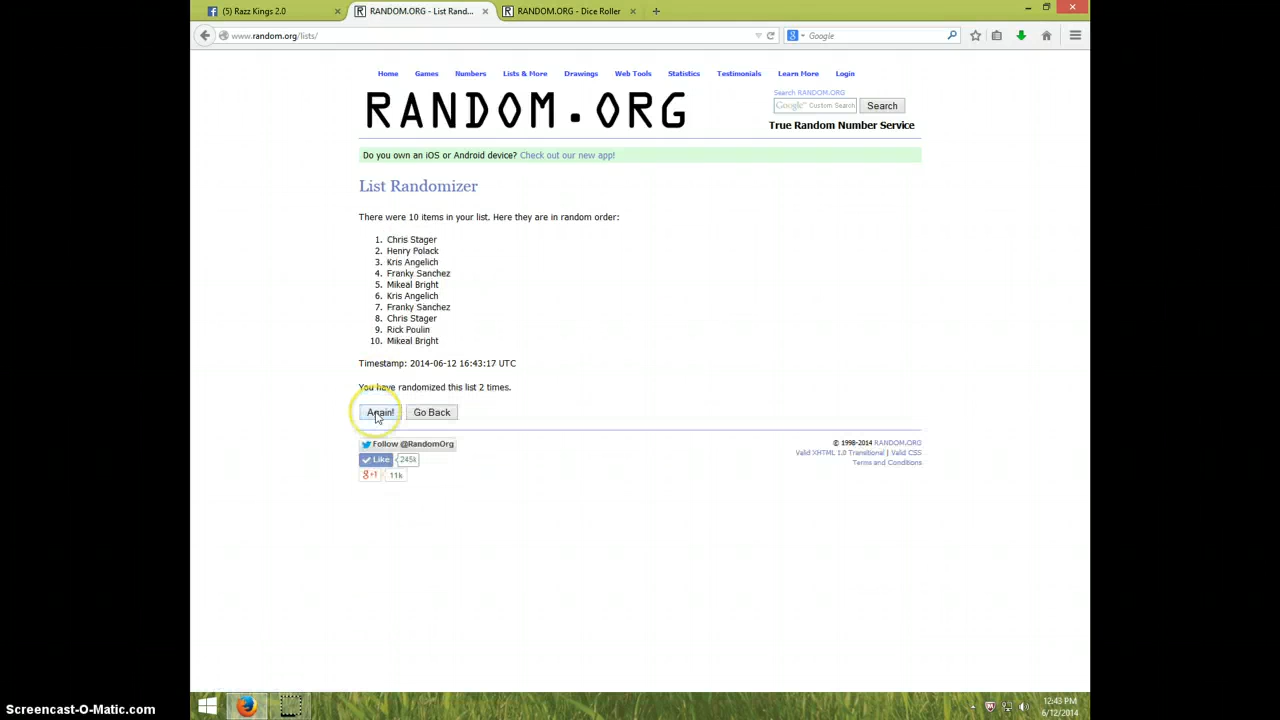 (5) Razz Kings 2.0
RANDOM.ORG - List Rand...
RANDOM.ORG - Dice Roller
www.random.org/lists/
Google
Home Games Numbers Lists & More Drawings Web Tools Statistics Testimonials Learn More Login
RANDOM.ORG
Search RANDOM.ORG
Google™ Custom Search Search
True Random Number Service
Do you own an iOS or Android device? Check out our new app!
List Randomizer
There were 10 items in your list. Here they are in random order:
1. Chris Stager
2. Henry Polack
3. Kris Angelich
4. Franky Sanchez
5. Mikeal Bright
6. Kris Angelich
7. Franky Sanchez
8. Chris Stager
9. Rick Poulin
10. Mikeal Bright
Timestamp: 2014-06-12 16:43:17 UTC
You have randomized this list 2 times.
Again! Go Back
Follow @RandomOrg
Like 245k
g+1 11k
© 1998-2014 RANDOM.ORG
Valid XHTML 1.0 Transitional | Valid CSS
Terms and Conditions
12:43 PM
6/12/2014
Screencast-O-Matic.com